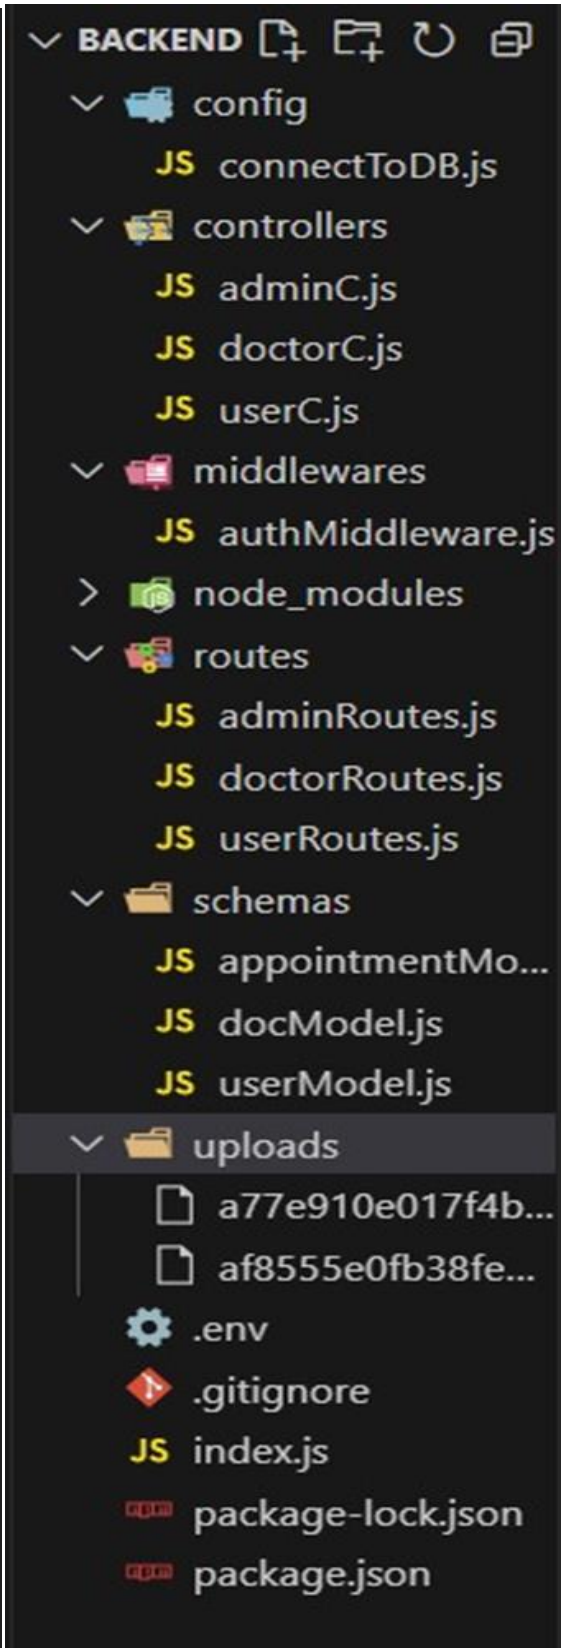 BACKEND
config
JS connectToDB.js
controllers
JS adminC.js
JS doctorC.js
JS userC.js
middlewares
JS authMiddleware.js
node_modules
routes
JS adminRoutes.js
JS doctorRoutes.js
JS userRoutes.js
schemas
JS appointmentMo...
JS docModel.js
JS userModel.js
uploads
a77e910e017f4b...
af8555e0fb38fe...
.env
.gitignore
JS index.js
package-lock.json
package.json